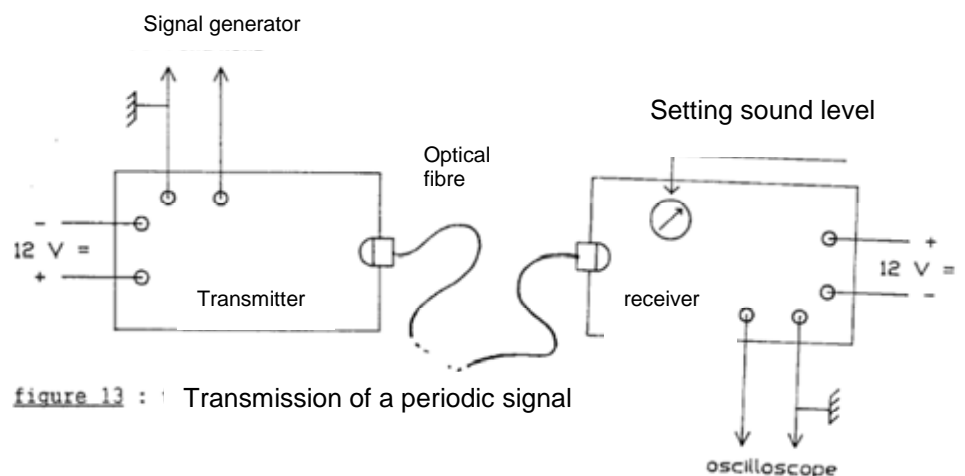 Signal generator
Setting sound level
Optical
fibre
-
12 V =
+
Transmitter
receiver
+
12 V =
-
figure 13 : Transmission of a periodic signal
oscilloscope